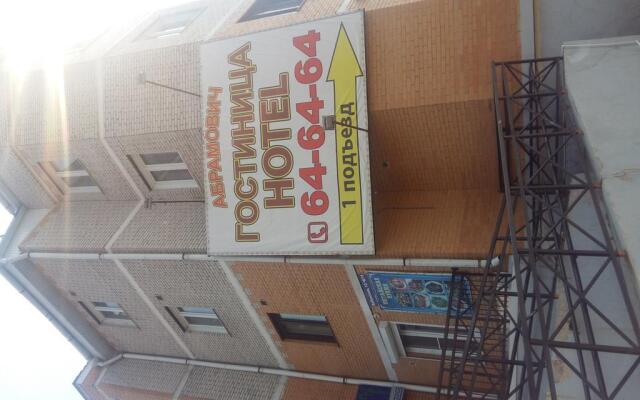 АБРАМОВИЧ
ГОСТИНИЦА
HOTEL
64-64-64
1 подъезд